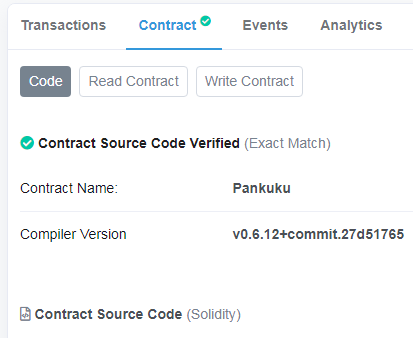 Transactions Contract Events Analytics
Code Read Contract Write Contract
Contract Source Code Verified (Exact Match)
Contract Name: Pankuku
Compiler Version v0.6.12+commit.27d51765
Contract Source Code (Solidity)